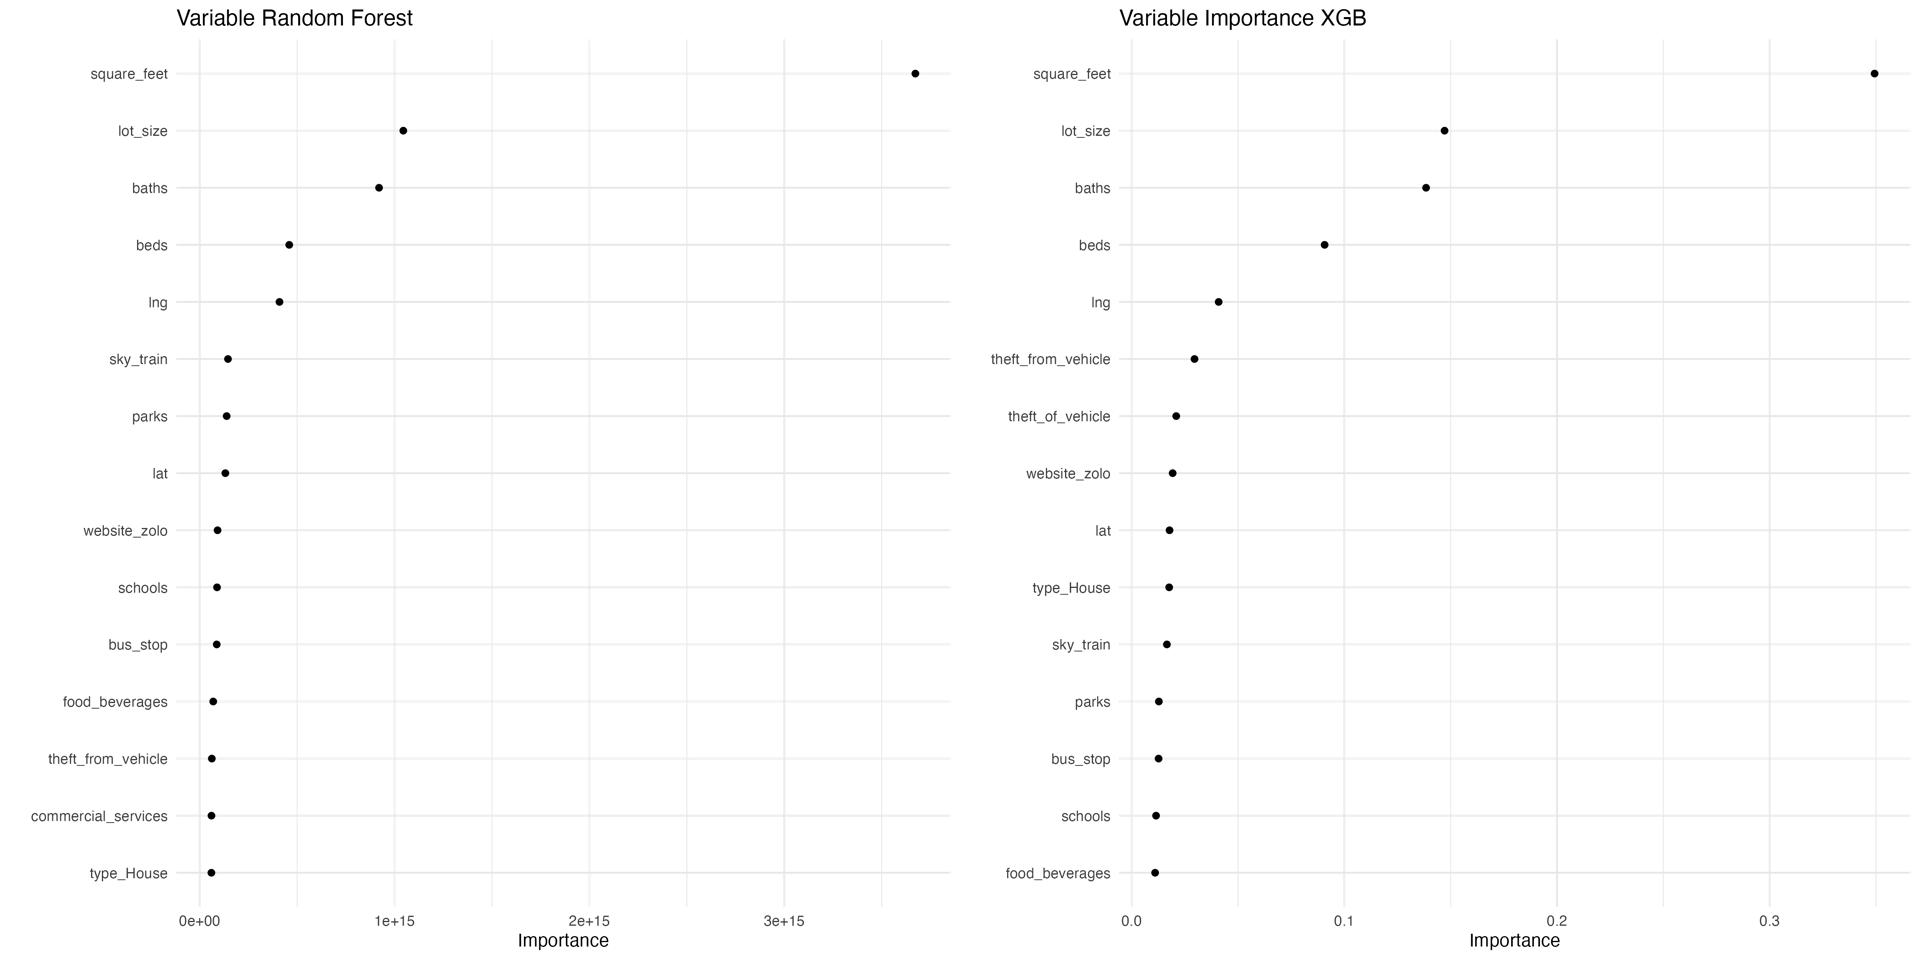 Variable Random Forest
square_feet
lot_size
baths
beds
lng
sky_train
parks
lat
website_zolo
schools
bus_stop
food_beverages
theft_from_vehicle
commercial_services
type_House
0e+00 1e+15 2e+15 3e+15
Importance
Variable Importance XGB
square_feet
lot_size
baths
beds
lng
theft_from_vehicle
theft_of_vehicle
website_zolo
lat
type_House
sky_train
parks
bus_stop
schools
food_beverages
0.0 0.1 0.2 0.3
Importance